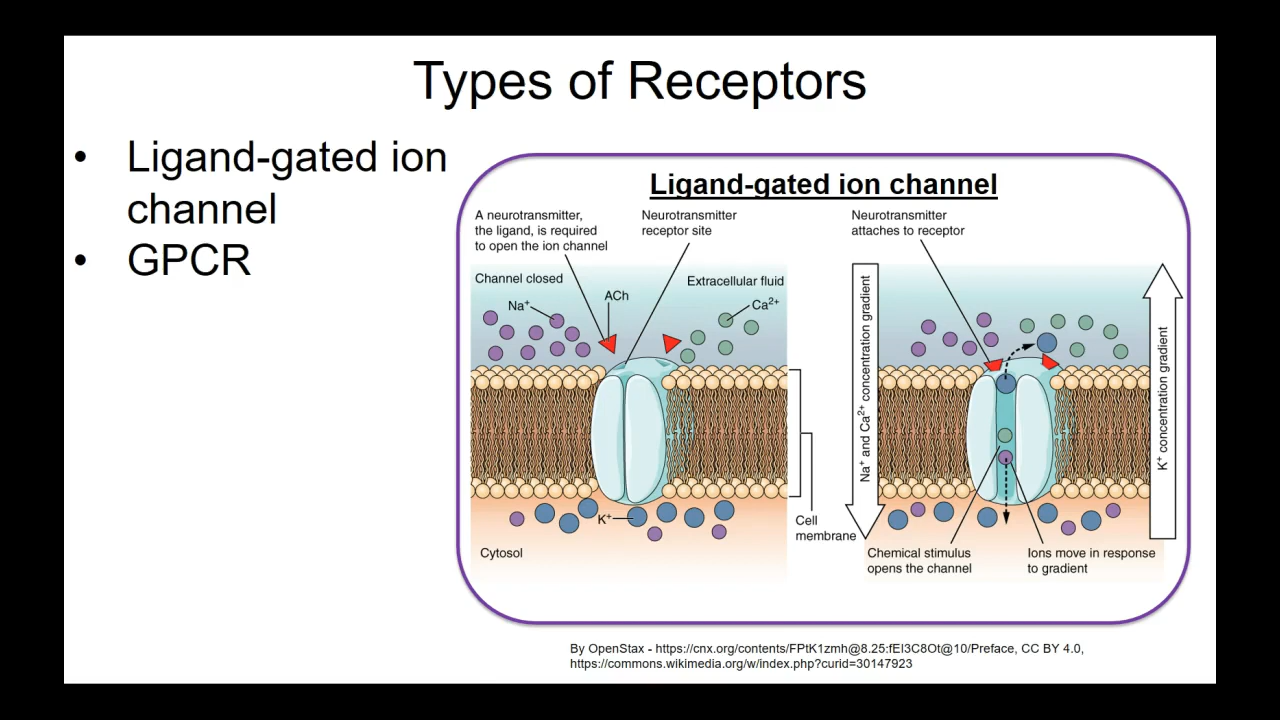 Types of Receptors
• Ligand-gated ion
channel
• GPCR
Ligand-gated ion channel
A neurotransmitter,
the ligand, is required
to open the ion channel
Neurotransmitter
receptor site
Neurotransmitter
attaches to receptor
Channel closed
Extracellular fluid
Na⁺
ACh
Ca²⁺
Na⁺ and Ca²⁺ concentration gradient
K⁺ concentration gradient
K⁺
Cell
membrane
Cytosol
Chemical stimulus
opens the channel
Ions move in response
to gradient
By OpenStax - https://cnx.org/contents/FPtK1zmh@8.25:fEI3C8Ot@10/Preface, CC BY 4.0,
https://commons.wikimedia.org/w/index.php?curid=30147923